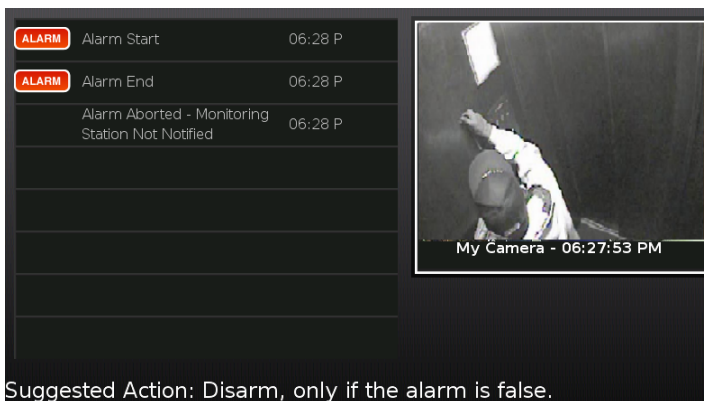 ALARM Alarm Start 06:28 P
ALARM Alarm End 06:28 P
Alarm Aborted - Monitoring
Station Not Notified 06:28 P
My Camera - 06:27:53 PM
Suggested Action: Disarm, only if the alarm is false.